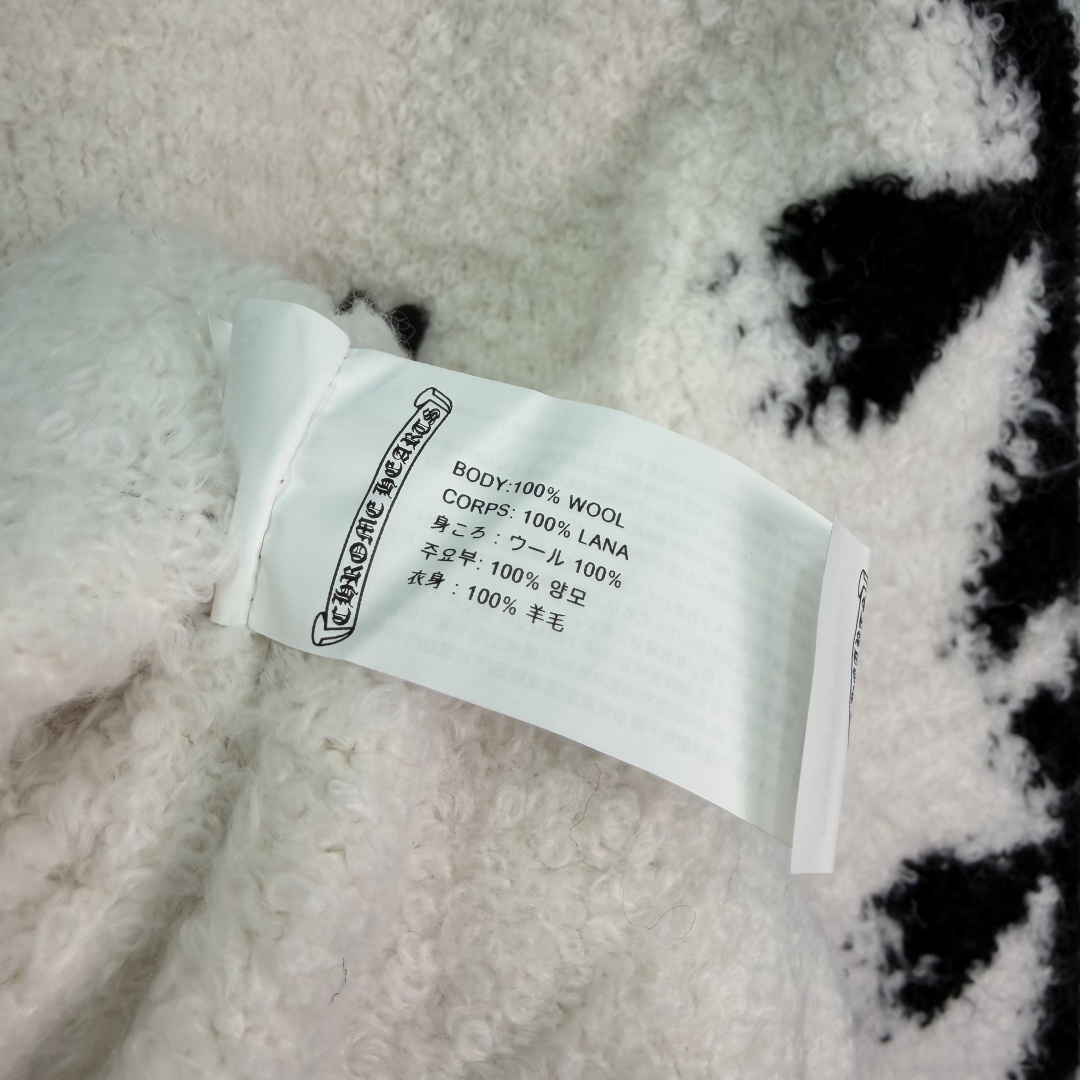 CHROME HEARTS
BODY:100% WOOL
CORPS: 100% LANA
身ころ : ウール 100%
주요부: 100% 양모
衣身 : 100% 羊毛